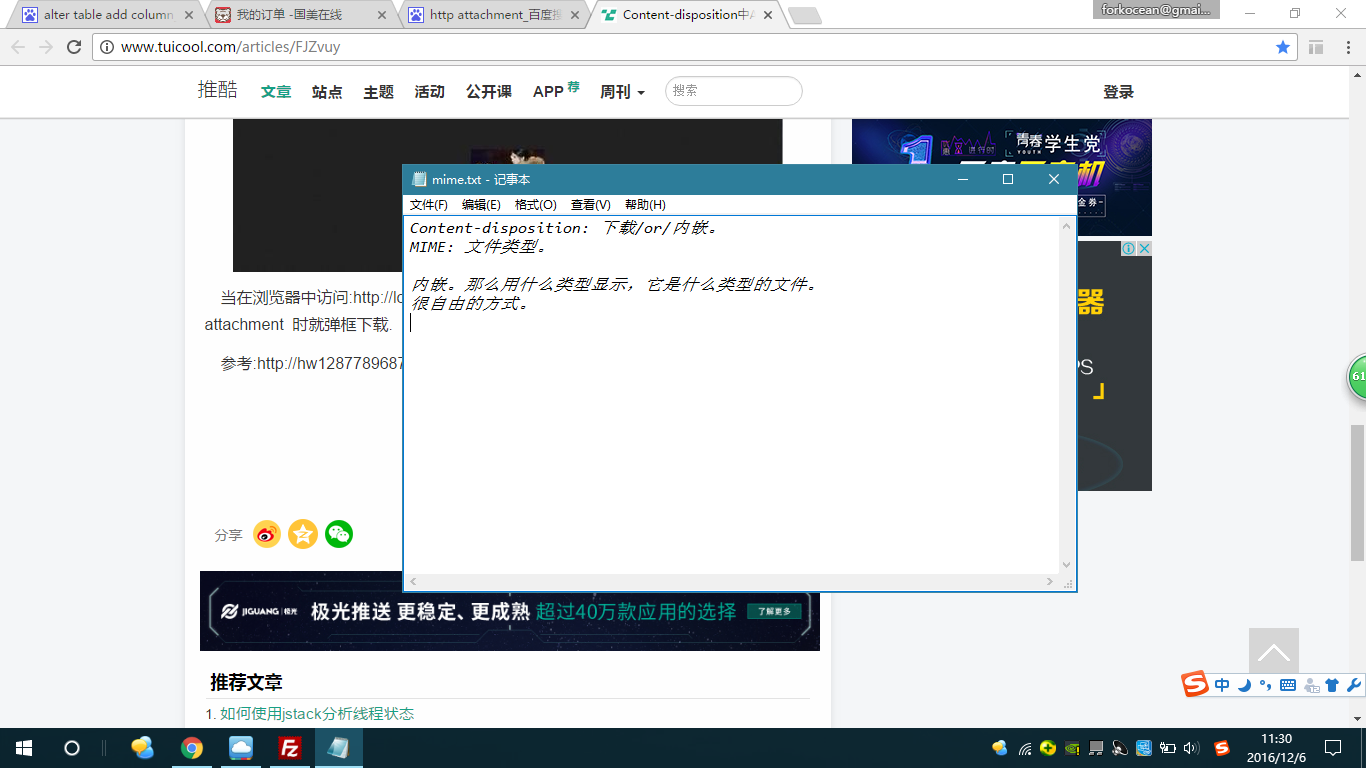 alter table add column
我的订单 -国美在线
http attachment_百度搜
Content-disposition中A
forkocean@gmai...
www.tuicool.com/articles/FJZvuy
推酷
文章
站点
主题
活动
公开课
APP 荐
周刊
搜索
登录
青春
YOUTH
学生党
mime.txt - 记事本
文件(F) 编辑(E) 格式(O) 查看(V) 帮助(H)
Content-disposition: 下载/or/内嵌。
MIME: 文件类型。
内嵌。那么用什么类型显示，它是什么类型的文件。
很自由的方式。
当在浏览器中访问:http://lo
attachment 时就弹框下载.
参考:http://hw1287789687
器
PS
」
61
分享
JIGUANG | 极光
极光推送 更稳定、更成熟 超过40万款应用的选择
了解更多
推荐文章
1. 如何使用jstack分析线程状态
中
11:30
2016/12/6